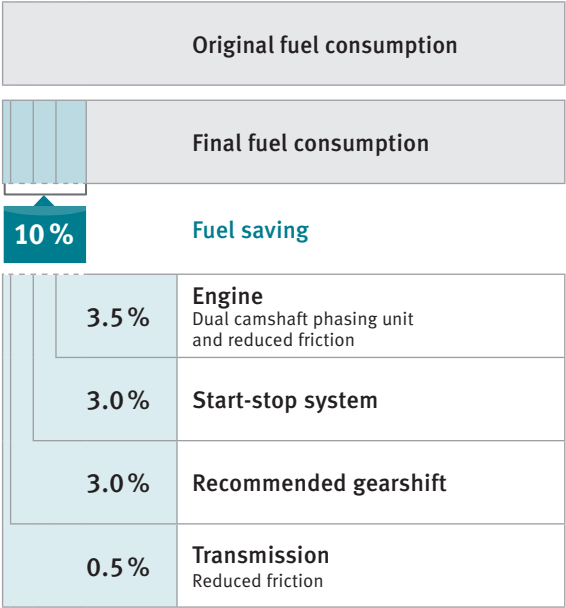 Original fuel consumption
Final fuel consumption
10 % Fuel saving
3.5 % Engine
Dual camshaft phasing unit
and reduced friction
3.0 % Start-stop system
3.0 % Recommended gearshift
0.5 % Transmission
Reduced friction